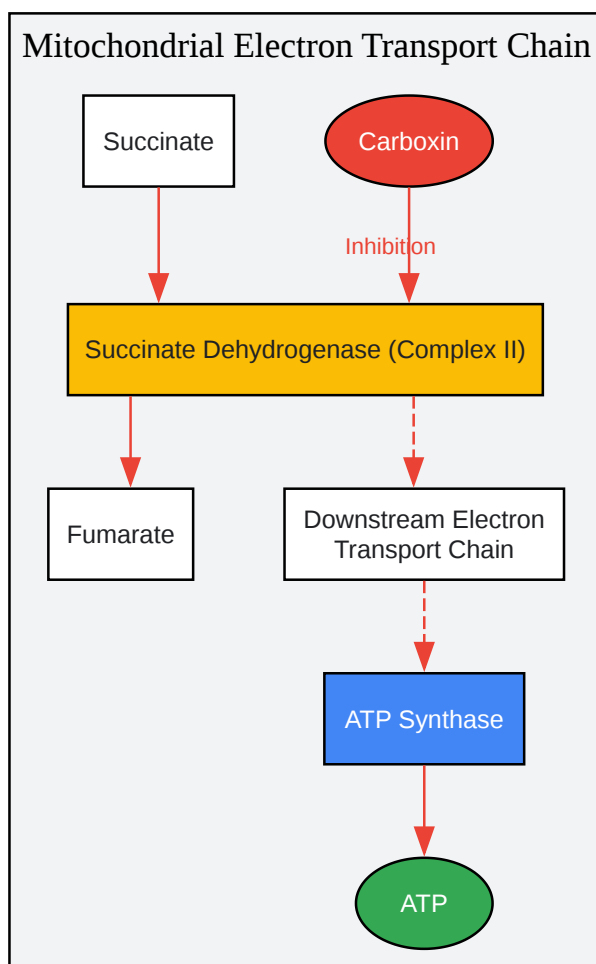 Mitochondrial Electron Transport Chain
Succinate
Carboxin
Inhibition
Succinate Dehydrogenase (Complex II)
Fumarate
Downstream Electron
Transport Chain
ATP Synthase
ATP